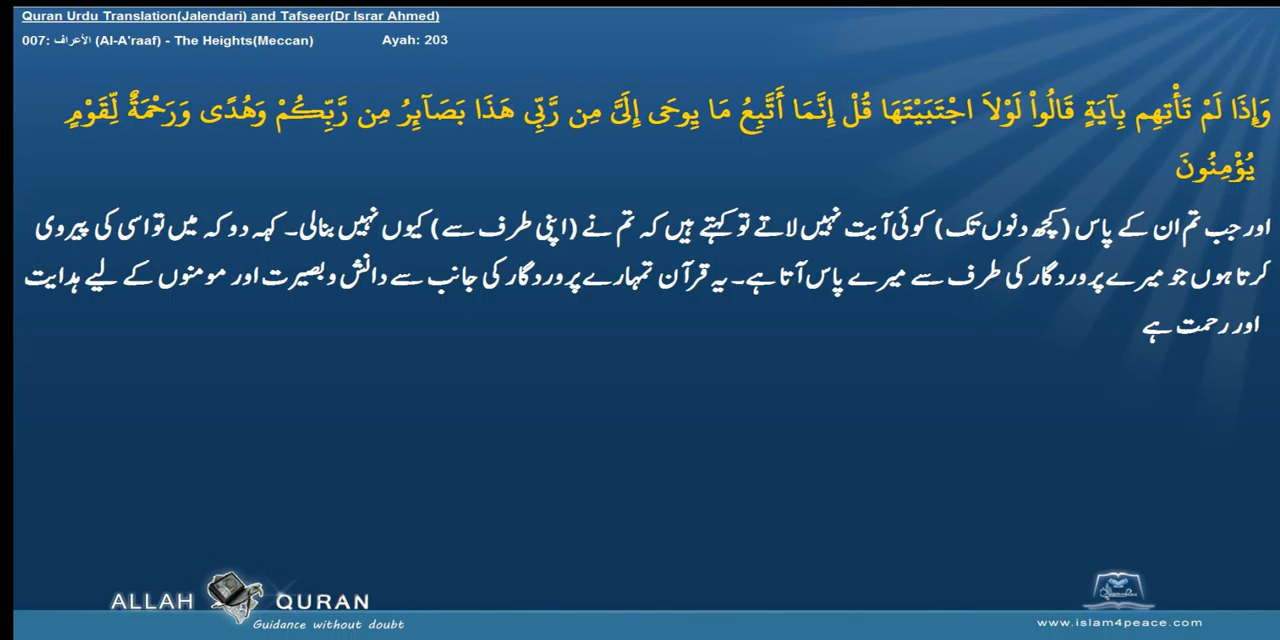 Quran Urdu Translation(Jalendari) and Tafseer(Dr Israr Ahmed)
007: الأعراف (Al-A'raaf) - The Heights(Meccan) Ayah: 203
وَإِذَا لَمْ تَأْتِهِم بِآيَةٍ قَالُواْ لَوْلاَ اجْتَبَيْتَهَا قُلْ إِنَّمَا أَتَّبِعُ مَا يِوحَى إِلَيَّ مِن رَّبِّي هَذَا بَصَآئِرُ مِن رَّبِّكُمْ وَهُدًى وَرَحْمَةٌ لِّقَوْمٍ
يُؤْمِنُونَ
اور جب تم ان کے پاس (کچھ دنوں تک) کوئی آیت نہیں لاتے تو کہتے ہیں کہ تم نے (اپنی طرف سے) کیوں نہیں بنالی۔ کہہ دو کہ میں تو اسی کی پیروی
کرتا ہوں جو میرے پروردگار کی طرف سے میرے پاس آتا ہے۔ یہ قرآن تمہارے پروردگار کی جانب سے دانش وبصیرت اور مومنوں کے لیے ہدایت
اور رحمت ہے
ALLAH QURAN
Guidance without doubt
www.islam4peace.com